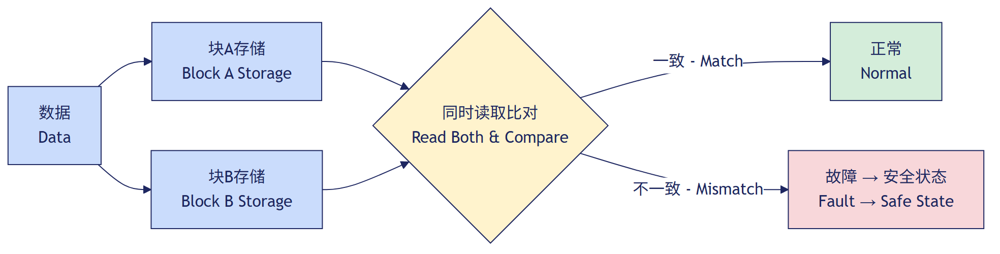 数据
Data
块A存储
Block A Storage
块B存储
Block B Storage
同时读取比对
Read Both & Compare
一致 - Match
不一致 - Mismatch
正常
Normal
故障 → 安全状态
Fault → Safe State